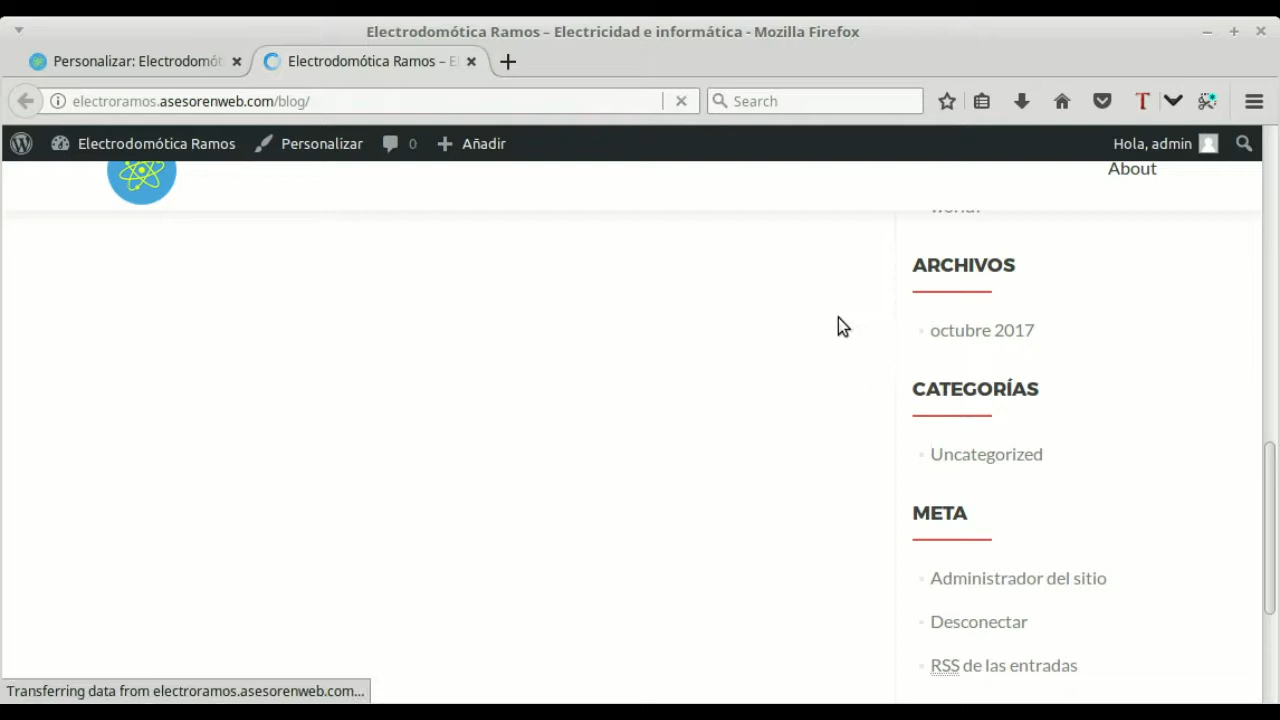 Electrodomótica Ramos – Electricidad e informática - Mozilla Firefox
Personalizar: Electrodomót
Electrodomótica Ramos – E
electroramos.asesorenweb.com/blog/
Search
Electrodomótica Ramos
Personalizar
0
Añadir
Hola, admin
About
ARCHIVOS
octubre 2017
CATEGORÍAS
Uncategorized
META
Administrador del sitio
Desconectar
RSS de las entradas
Transferring data from electroramos.asesorenweb.com...